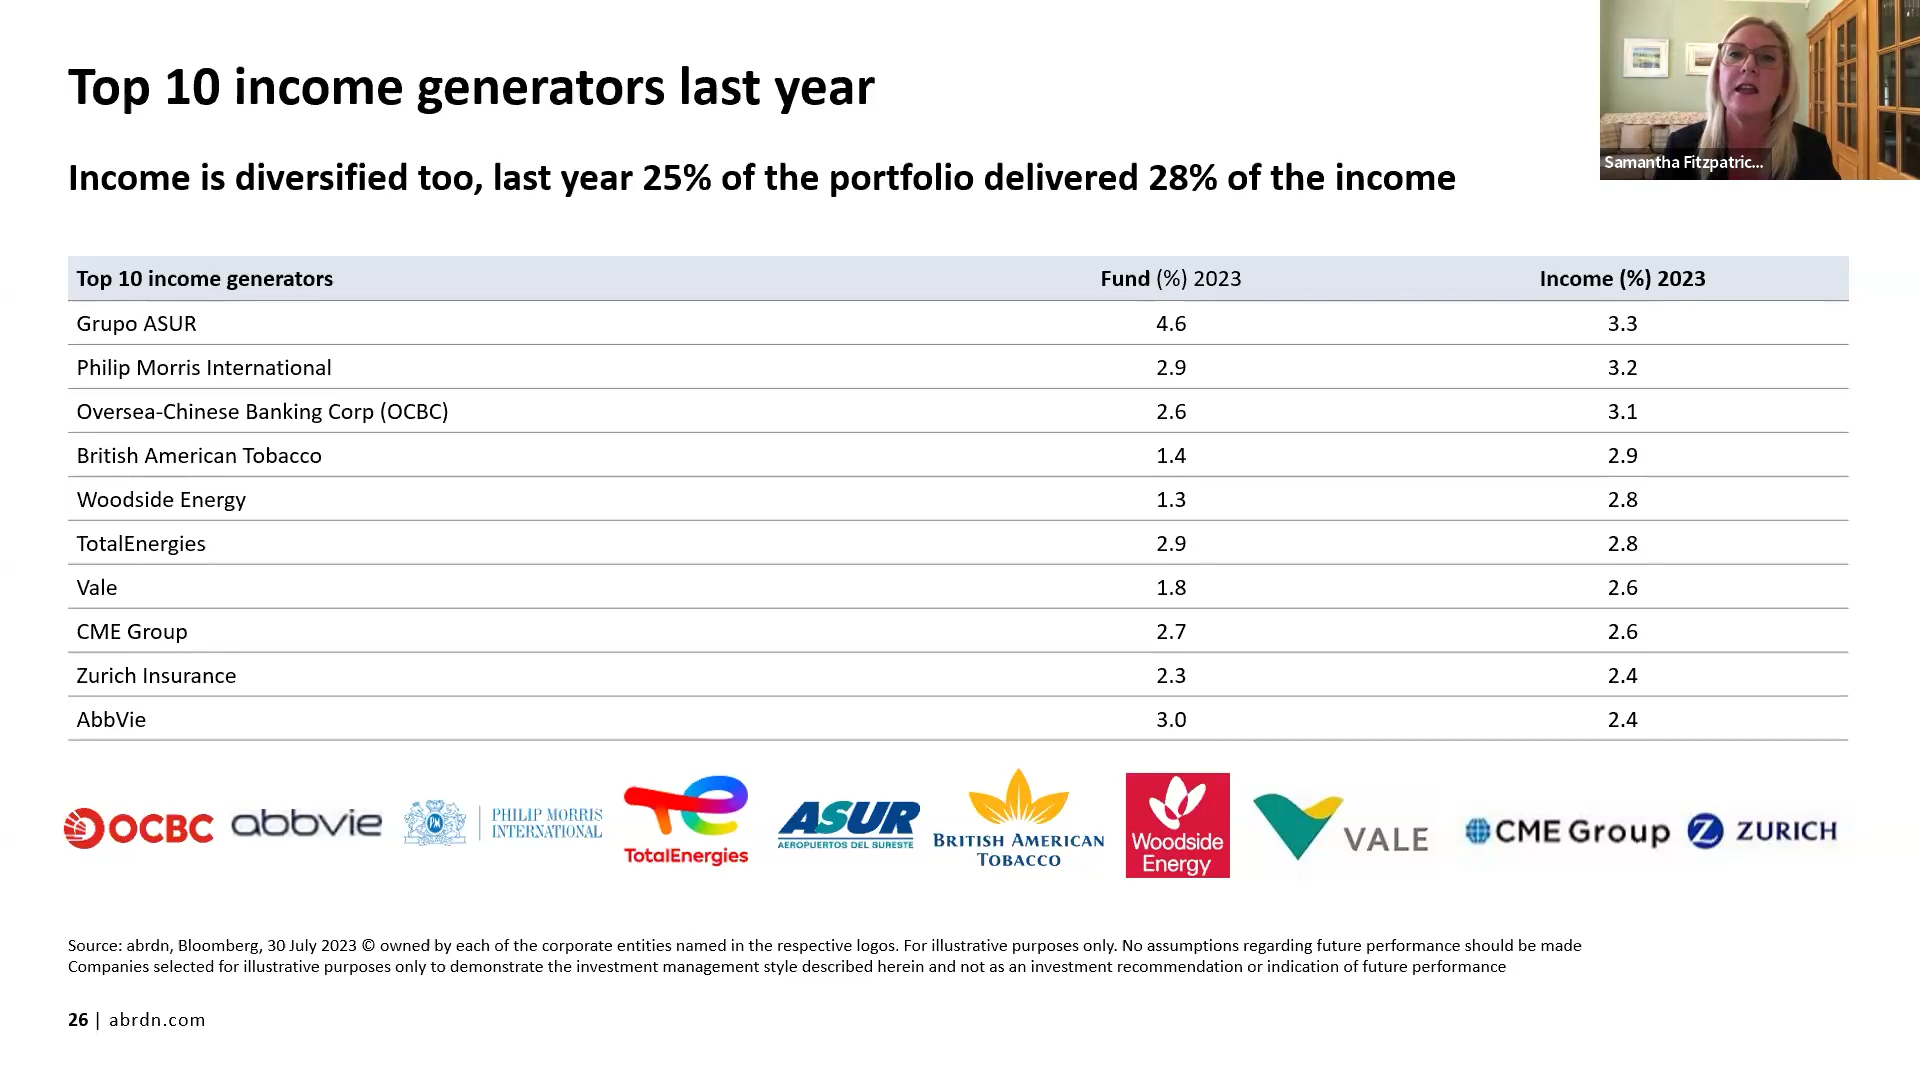 Top 10 income generators last year
Samantha Fitzpatric...
Income is diversified too, last year 25% of the portfolio delivered 28% of the income
Top 10 income generators Fund (%) 2023 Income (%) 2023
Grupo ASUR 4.6 3.3
Philip Morris International 2.9 3.2
Oversea-Chinese Banking Corp (OCBC) 2.6 3.1
British American Tobacco 1.4 2.9
Woodside Energy 1.3 2.8
TotalEnergies 2.9 2.8
Vale 1.8 2.6
CME Group 2.7 2.6
Zurich Insurance 2.3 2.4
AbbVie 3.0 2.4
OCBC
abbvie
PM
PHILIP MORRIS
INTERNATIONAL
TotalEnergies
ASUR
AEROPUERTOS DEL SURESTE
BRITISH AMERICAN
TOBACCO
Woodside
Energy
VALE
CME Group
Z ZURICH
Source: abrdn, Bloomberg, 30 July 2023 © owned by each of the corporate entities named in the respective logos. For illustrative purposes only. No assumptions regarding future performance should be made
Companies selected for illustrative purposes only to demonstrate the investment management style described herein and not as an investment recommendation or indication of future performance
26 | abrdn.com